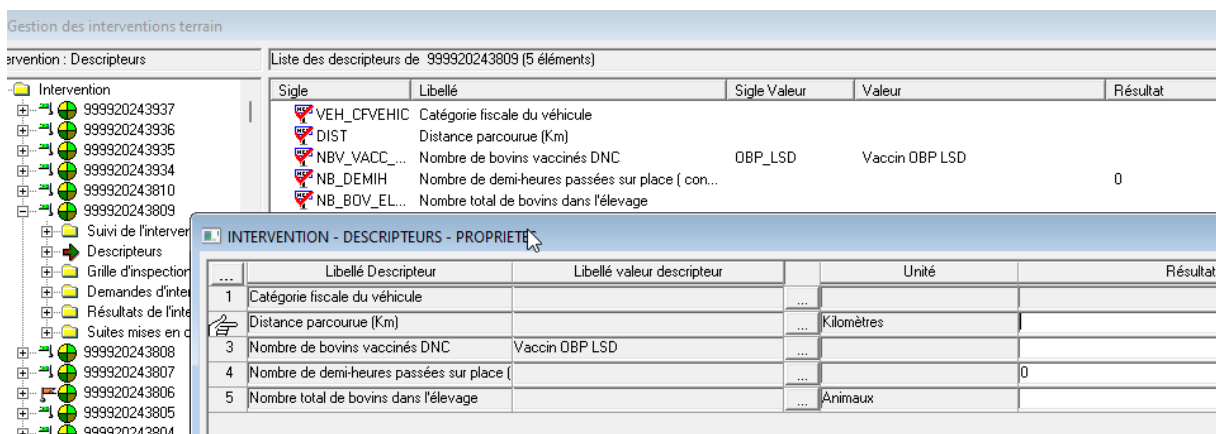 Gestion des interventions terrain
ervention : Descripteurs
Liste des descripteurs de 999920243809 (5 éléments)
Intervention
999920243937
999920243936
999920243935
999920243934
999920243810
999920243809
Suivi de l'interver
Descripteurs
Grille d'inspection
Demandes d'inte
Résultats de l'inte
Suites mises en o
999920243808
999920243807
999920243806
999920243805
999920243804
Sigle Libellé Sigle Valeur Valeur Résultat
VEH_CFVEHIC Catégorie fiscale du véhicule
DIST Distance parcourue (Km)
NBV_VACC_... Nombre de bovins vaccinés DNC OBP_LSD Vaccin OBP LSD
NB_DEMIH Nombre de demi-heures passées sur place ( con... 0
NB_BOV_EL... Nombre total de bovins dans l'élevage
INTERVENTION - DESCRIPTEURS - PROPRIETES
... Libellé Descripteur Libellé valeur descripteur Unité Résultat
1 Catégorie fiscale du véhicule ...
Distance parcourue (Km) ... Kilomètres
3 Nombre de bovins vaccinés DNC Vaccin OBP LSD ...
4 Nombre de demi-heures passées sur place ( ... 0
5 Nombre total de bovins dans l'élevage ... Animaux